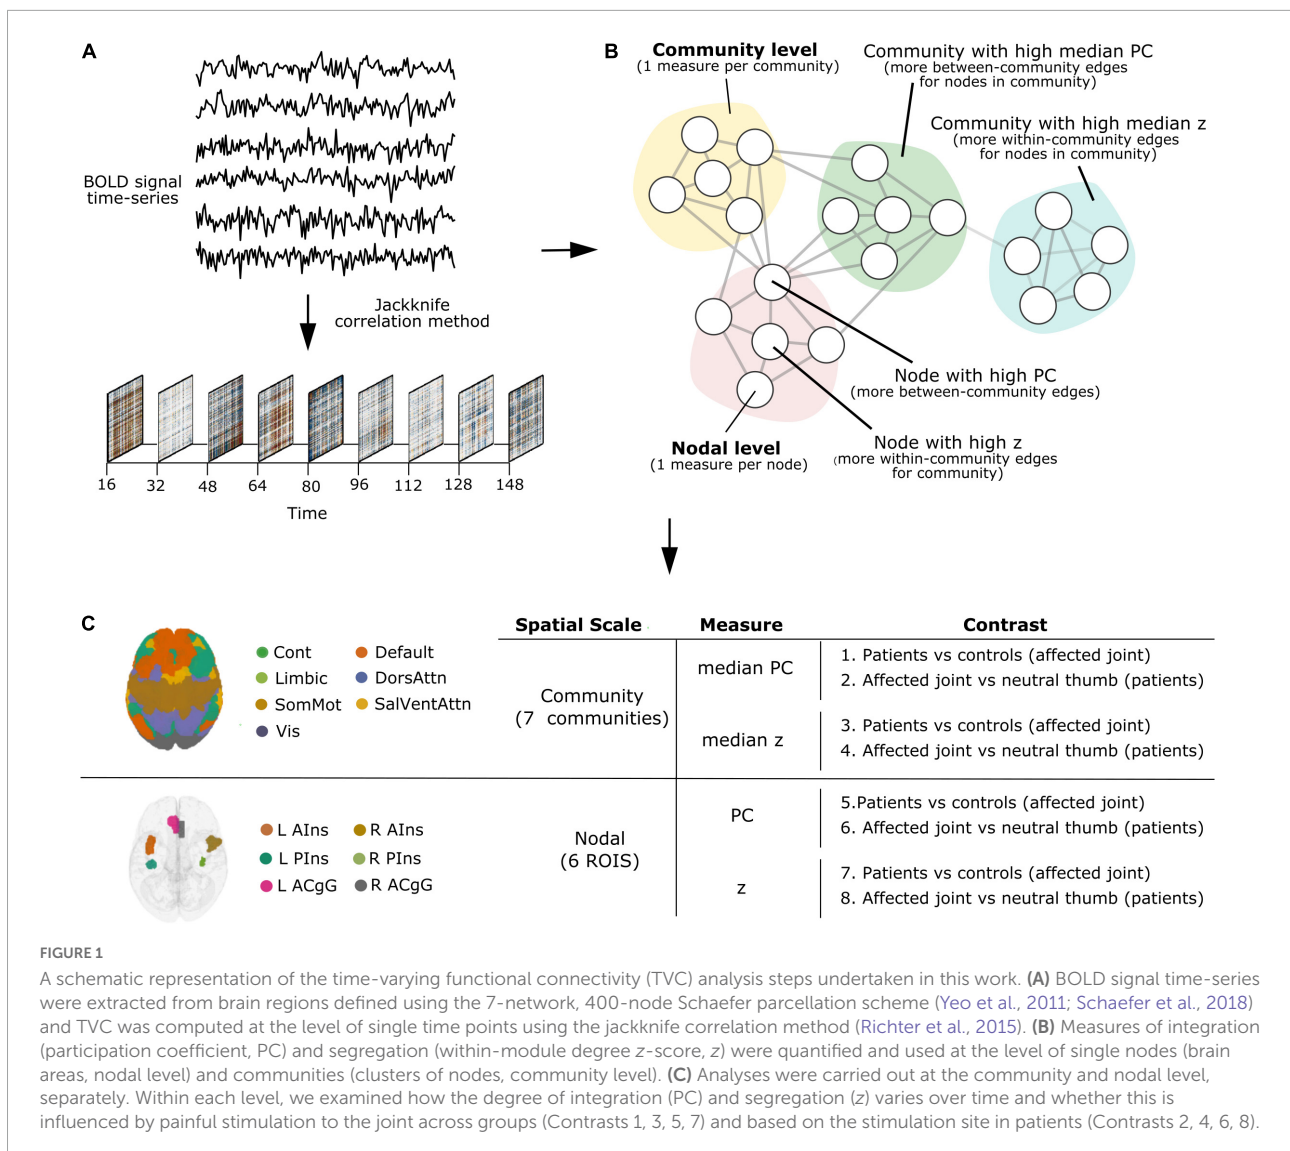 A
BOLD signal
time-series
Jackknife
correlation method
16 32 48 64 80 96 112 128 148
Time
B
Community level
(1 measure per community)
Community with high median PC
(more between-community edges
for nodes in community)
Community with high median z
(more within-community edges
for nodes in community)
Node with high PC
(more between-community edges)
Node with high z
(more within-community edges
for community)
Nodal level
(1 measure per node)
C
Cont Default
Limbic DorsAttn
SomMot SalVentAttn
Vis
L AIns R AIns
L PIns R PIns
L ACgG R ACgG
Spatial Scale Measure Contrast
Community
(7 communities)
median PC
1. Patients vs controls (affected joint)
2. Affected joint vs neutral thumb (patients)
median z
3. Patients vs controls (affected joint)
4. Affected joint vs neutral thumb (patients)
Nodal
(6 ROIS)
PC
5.Patients vs controls (affected joint)
6. Affected joint vs neutral thumb (patients)
z
7. Patients vs controls (affected joint)
8. Affected joint vs neutral thumb (patients)
FIGURE 1
A schematic representation of the time-varying functional connectivity (TVC) analysis steps undertaken in this work. (A) BOLD signal time-series
were extracted from brain regions defined using the 7-network, 400-node Schaefer parcellation scheme (Yeo et al., 2011; Schaefer et al., 2018)
and TVC was computed at the level of single time points using the jackknife correlation method (Richter et al., 2015). (B) Measures of integration
(participation coefficient, PC) and segregation (within-module degree z-score, z) were quantified and used at the level of single nodes (brain
areas, nodal level) and communities (clusters of nodes, community level). (C) Analyses were carried out at the community and nodal level,
separately. Within each level, we examined how the degree of integration (PC) and segregation (z) varies over time and whether this is
influenced by painful stimulation to the joint across groups (Contrasts 1, 3, 5, 7) and based on the stimulation site in patients (Contrasts 2, 4, 6, 8).